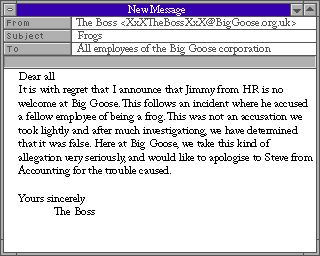 New Message
From The Boss <XxXTheBossXxX@BigGoose.org.uk>
Subject Frogs
To All employees of the Big Goose corporation
Dear all
It is with regret that I announce that Jimmy from HR is no
welcome at Big Goose. This follows an incident where he accused
a fellow employee of being a frog. This was not an accusation we
took lightly and after much investigationg, we have determined
that it was false. Here at Big Goose, we take this kind of
allegation very seriously, and would like to apologise to Steve from
Accounting for the trouble caused.
Yours sincerely
The Boss